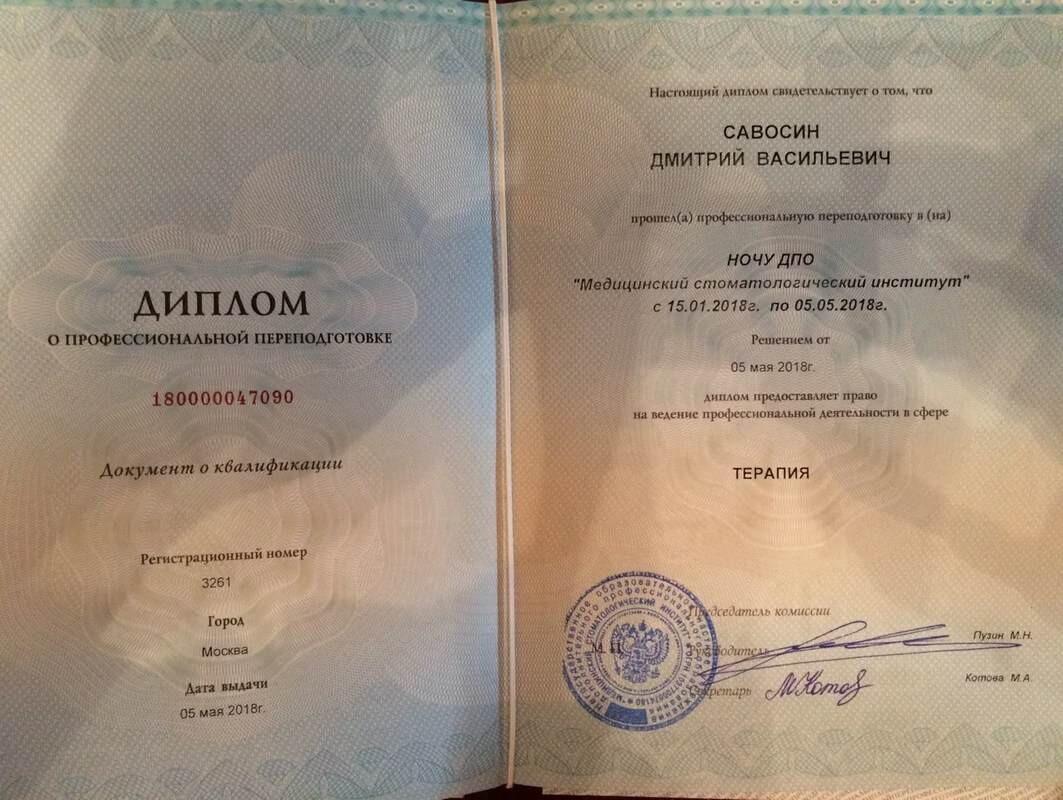 ДИПЛОМ
О ПРОФЕССИОНАЛЬНОЙ ПЕРЕПОДГОТОВКЕ
180000047090
Документ о квалификации
Регистрационный номер
3261
Город
Москва
Дата выдачи
05 мая 2018г.
Настоящий диплом свидетельствует о том, что
САВОСИН
ДМИТРИЙ ВАСИЛЬЕВИЧ
прошел(а) профессиональную переподготовку в (на)
НОЧУ ДПО
"Медицинский стоматологический институт"
с 15.01.2018г. по 05.05.2018г.
Решением от
05 мая 2018г.
диплом предоставляет право
на ведение профессиональной деятельности в сфере
ТЕРАПИЯ
Председатель комиссии
Пузин М.Н.
М.П.
Руководитель
Котова М.А.
Секретарь
М Котов